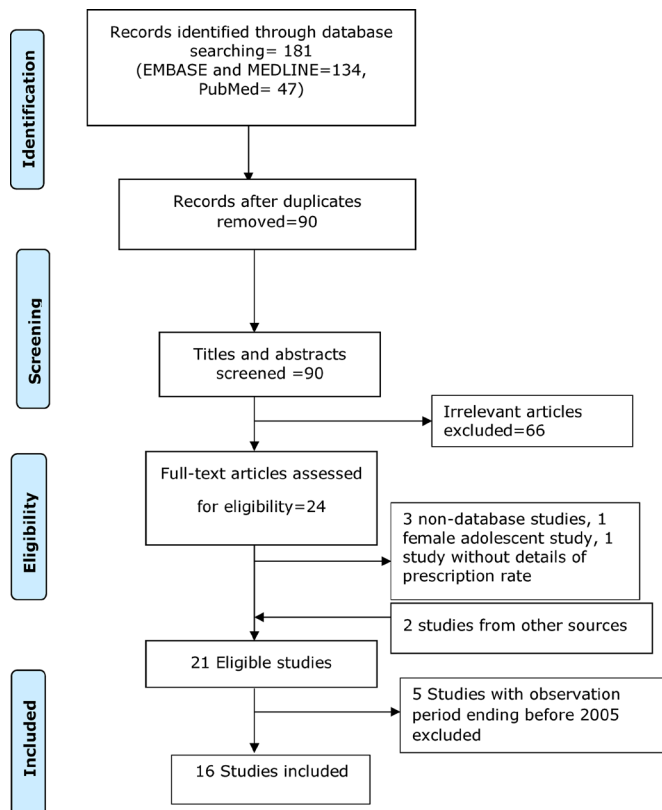 Records identified through database
searching= 181
(EMBASE and MEDLINE=134,
PubMed= 47)
Identification
Records after duplicates
removed=90
Screening
Titles and abstracts
screened =90
Irrelevant articles
excluded=66
Eligibility
Full-text articles assessed
for eligibility=24
3 non-database studies, 1
female adolescent study, 1
study without details of
prescription rate
2 studies from other sources
21 Eligible studies
Included
5 Studies with observation
period ending before 2005
excluded
16 Studies included